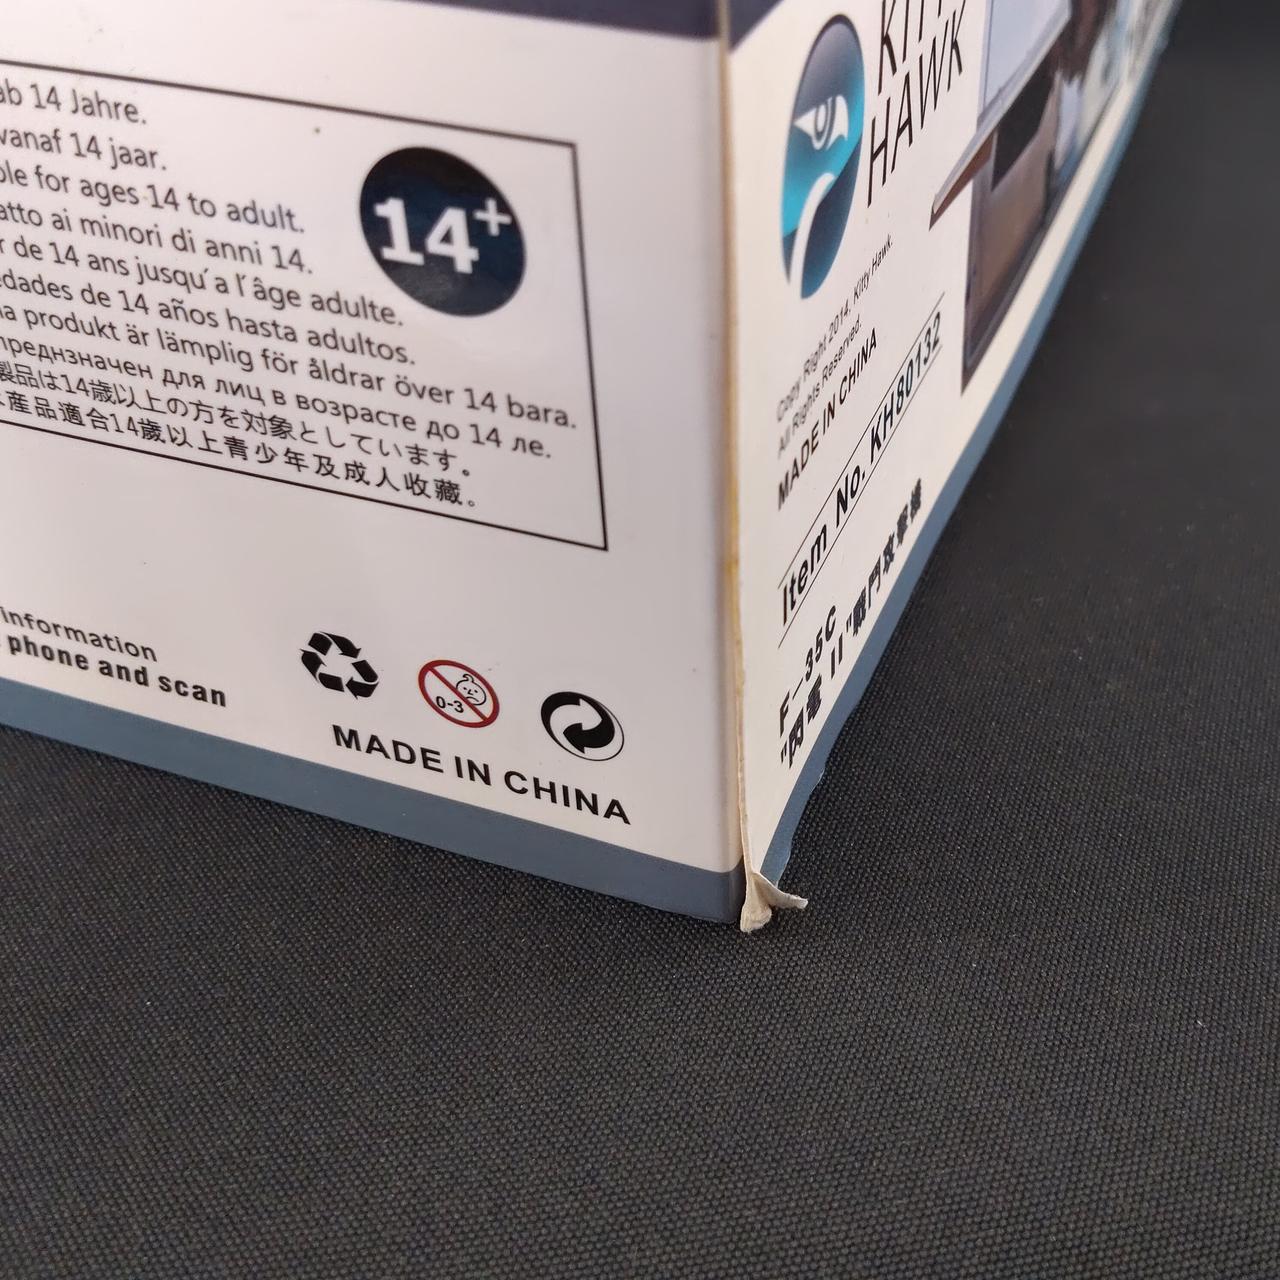 ab 14 Jahre.
vanaf 14 jaar.
ble for ages 14 to adult.
atto ai minori di anni 14.
r de 14 ans jusqu'a l'âge adulte.
edades de 14 años hasta adultos.
na produkt är lämplig för åldrar över 14 bara.
предназначен для лиц в возрасте до 14 ле.
製品は14歳以上の方を対象としています。
産品適合14歲以上青少年及成人收藏。
14+
information
phone and scan
0-3
MADE IN CHINA
KITTY
HAWK
Copy Right 2014, Kitty Hawk.
All Rights Reserved.
MADE IN CHINA
Item No. KH80132
F-35C
"閃電 II"戰鬥攻擊機